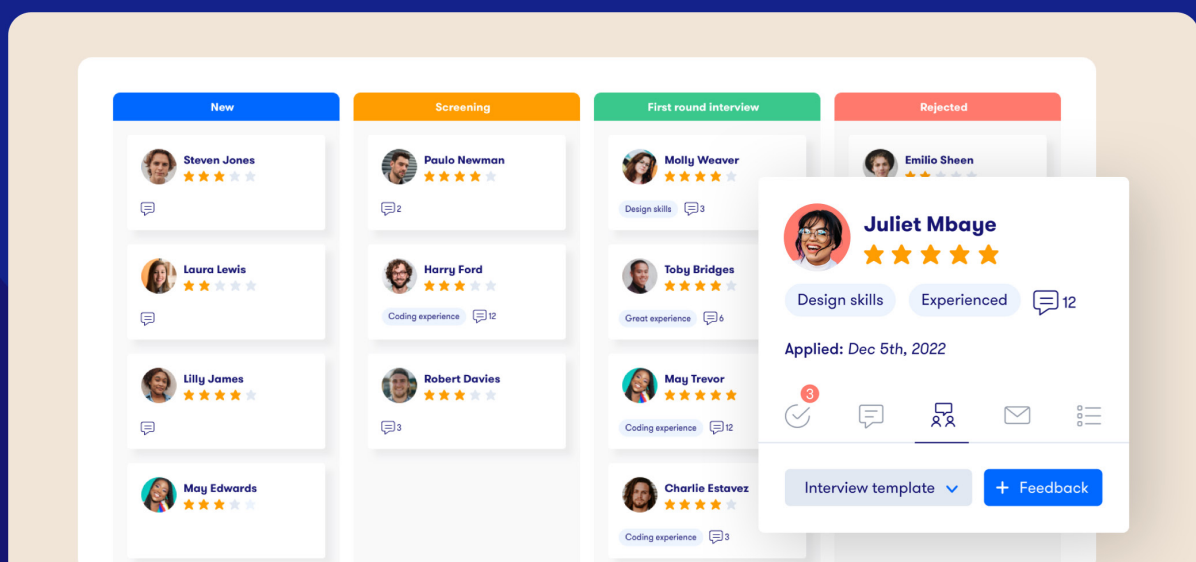 New
Steven Jones
Laura Lewis
Lilly James
May Edwards
Screening
Paulo Newman
2
Harry Ford
Coding experience 12
Robert Davies
3
First round interview
Molly Weaver
Design skills 3
Toby Bridges
Great experience 6
May Trevor
Coding experience 12
Charlie Estavez
Coding experience 3
Rejected
Emilio Sheen
Juliet Mbaye
Design skills Experienced 12
Applied: Dec 5th, 2022
3
Interview template + Feedback